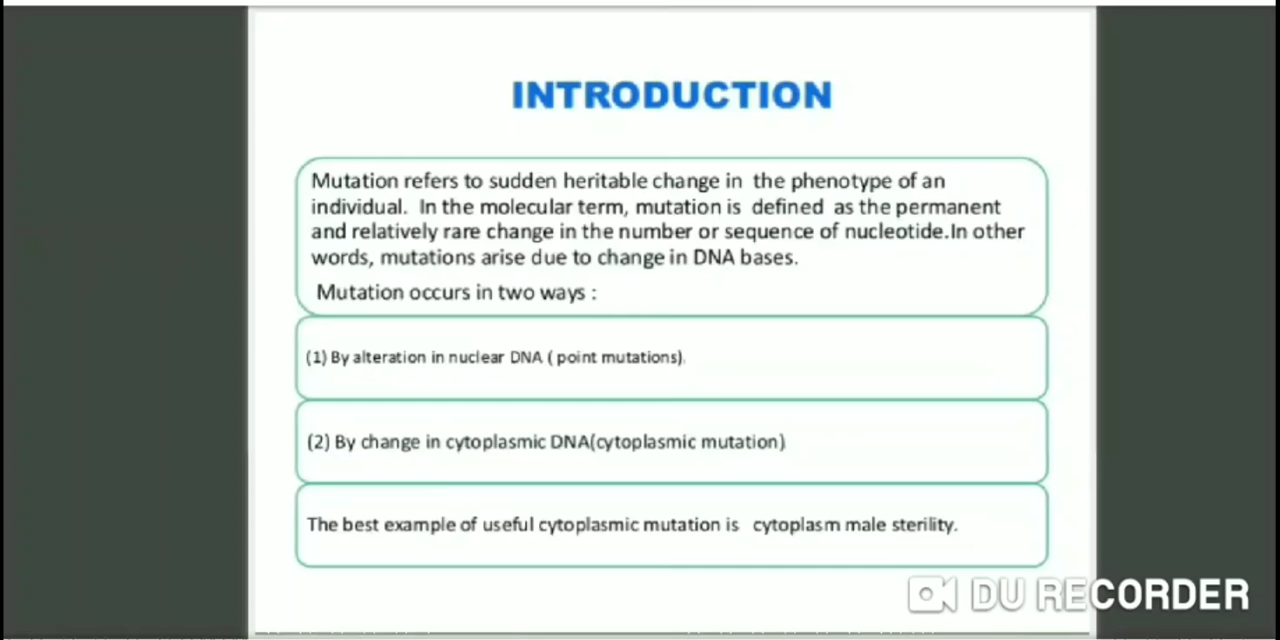 INTRODUCTION
Mutation refers to sudden heritable change in the phenotype of an
individual. In the molecular term, mutation is defined as the permanent
and relatively rare change in the number or sequence of nucleotide.In other
words, mutations arise due to change in DNA bases.
Mutation occurs in two ways :
(1) By alteration in nuclear DNA ( point mutations).
(2) By change in cytoplasmic DNA(cytoplasmic mutation)
The best example of useful cytoplasmic mutation is cytoplasm male sterility.
DU RECORDER